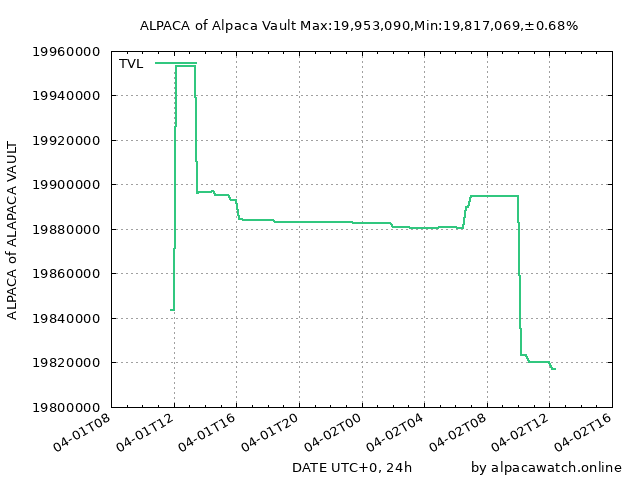 ALPACA of Alpaca Vault Max:19,953,090,Min:19,817,069,±0.68%
19960000
TVL
19940000
19920000
19900000
19880000
19860000
19840000
19820000
19800000
ALPACA of ALAPACA VAULT
04-01T08
04-01T12
04-01T16
04-01T20
04-02T00
04-02T04
04-02T08
04-02T12
04-02T16
DATE UTC+0, 24h
by alpacawatch.online